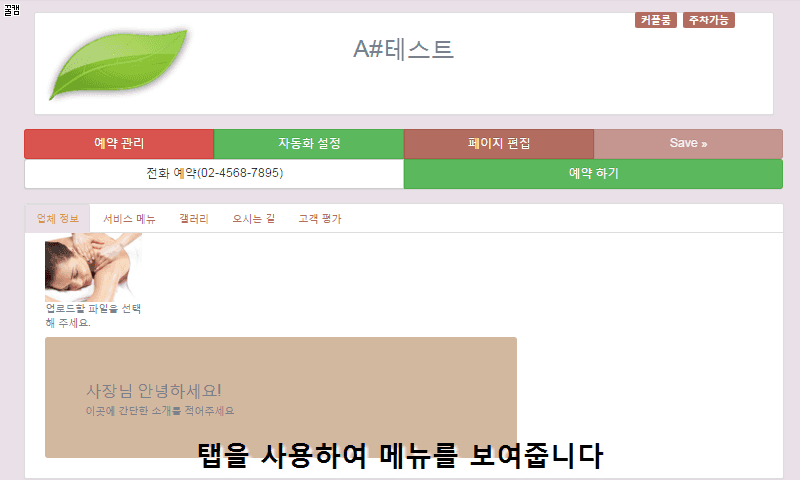 꿀캠
커플룸 주차가능
A#테스트
예약 관리 자동화 설정 페이지 편집 Save »
전화 예약(02-4568-7895) 예약 하기
업체 정보 서비스 메뉴 갤러리 오시는 길 고객 평가
업로드할 파일을 선택
해 주세요.
사장님 안녕하세요!
이곳에 간단한 소개를 적어주세요
탭을 사용하여 메뉴를 보여줍니다